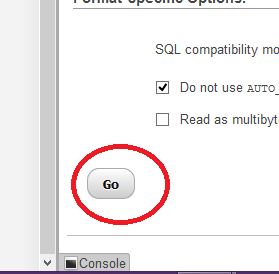 Format-specific Options:
SQL compatibility mo
Do not use AUTO_
Read as multibyt
Go
Console